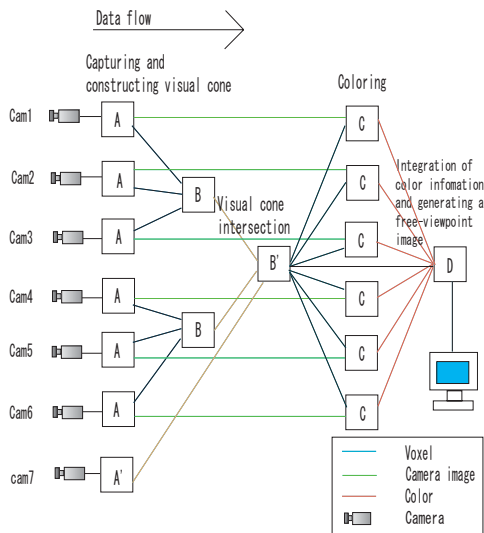 Data flow
Capturing and
constructing visual cone
Coloring
Cam1
A
C
Cam2
A
C
B
Integration of
color infomation
and generating a
free-viewpoint
image
Visual cone
intersection
Cam3
A
C
B'
D
Cam4
A
C
B
Cam5
A
C
Cam6
A
C
cam7
A'
Voxel
Camera image
Color
Camera